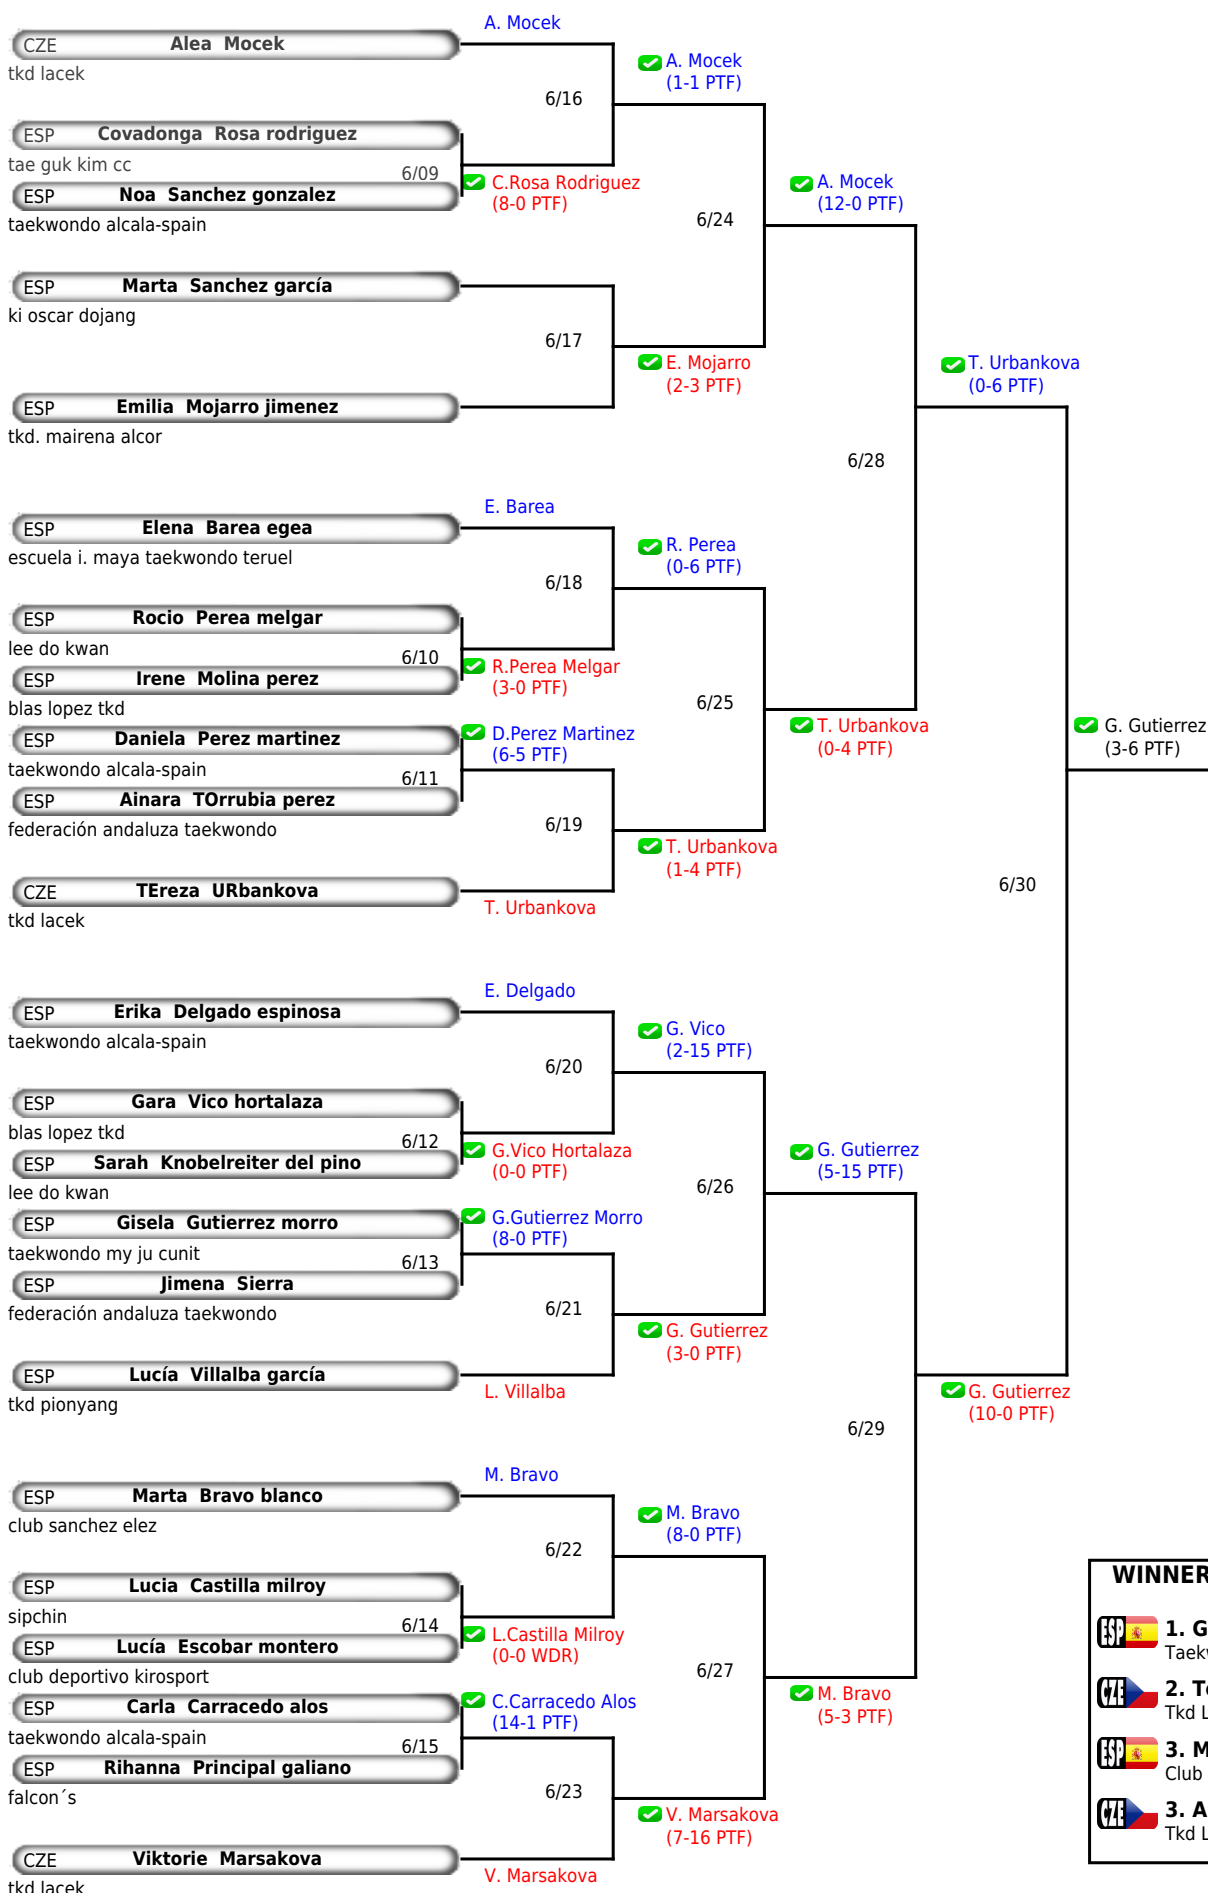 A. Mocek
CZE Alea Mocek
tkd lacek
A. Mocek
(1-1 PTF)
6/16
ESP Covadonga Rosa rodriguez
tae guk kim cc
6/09
ESP Noa Sanchez gonzalez
taekwondo alcala-spain
C.Rosa Rodriguez
(8-0 PTF)
A. Mocek
(12-0 PTF)
6/24
ESP Marta Sanchez garcía
ki oscar dojang
6/17
E. Mojarro
(2-3 PTF)
ESP Emilia Mojarro jimenez
tkd. mairena alcor
T. Urbankova
(0-6 PTF)
6/28
E. Barea
ESP Elena Barea egea
escuela i. maya taekwondo teruel
R. Perea
(0-6 PTF)
6/18
ESP Rocio Perea melgar
lee do kwan
6/10
ESP Irene Molina perez
blas lopez tkd
R.Perea Melgar
(3-0 PTF)
6/25
ESP Daniela Perez martinez
taekwondo alcala-spain
D.Perez Martinez
(6-5 PTF)
T. Urbankova
(0-4 PTF)
G. Gutierrez
(3-6 PTF)
6/11
ESP Ainara TOrrubia perez
federación andaluza taekwondo
6/19
T. Urbankova
(1-4 PTF)
CZE TEreza URbankova
tkd lacek
T. Urbankova
6/30
E. Delgado
ESP Erika Delgado espinosa
taekwondo alcala-spain
G. Vico
(2-15 PTF)
6/20
ESP Gara Vico hortalaza
blas lopez tkd
6/12
ESP Sarah Knobelreiter del pino
lee do kwan
G.Vico Hortalaza
(0-0 PTF)
G. Gutierrez
(5-15 PTF)
6/26
ESP Gisela Gutierrez morro
taekwondo my ju cunit
G.Gutierrez Morro
(8-0 PTF)
6/13
ESP Jimena Sierra
federación andaluza taekwondo
6/21
G. Gutierrez
(3-0 PTF)
ESP Lucía Villalba garcía
tkd pionyang
L. Villalba
G. Gutierrez
(10-0 PTF)
6/29
M. Bravo
ESP Marta Bravo blanco
club sanchez elez
M. Bravo
(8-0 PTF)
6/22
ESP Lucia Castilla milroy
sipchin
6/14
ESP Lucía Escobar montero
club deportivo kirosport
L.Castilla Milroy
(0-0 WDR)
6/27
ESP Carla Carracedo alos
taekwondo alcala-spain
C.Carracedo Alos
(14-1 PTF)
M. Bravo
(5-3 PTF)
6/15
ESP Rihanna Principal galiano
falcon´s
6/23
V. Marsakova
(7-16 PTF)
CZE Viktorie Marsakova
tkd lacek
V. Marsakova
WINNER
ESP 1. G
Taekw
CZE 2. Te
Tkd L
ESP 3. M
Club
CZE 3. A
Tkd L